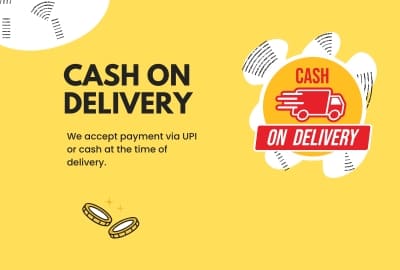 CASH ON
DELIVERY
We accept payment via UPI
or cash at the time of
delivery.
CASH
ON DELIVERY